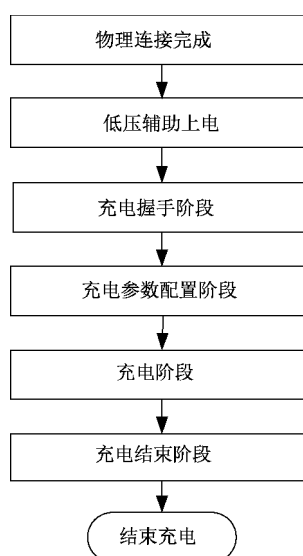 物理连接完成
低压辅助上电
充电握手阶段
充电参数配置阶段
充电阶段
充电结束阶段
结束充电